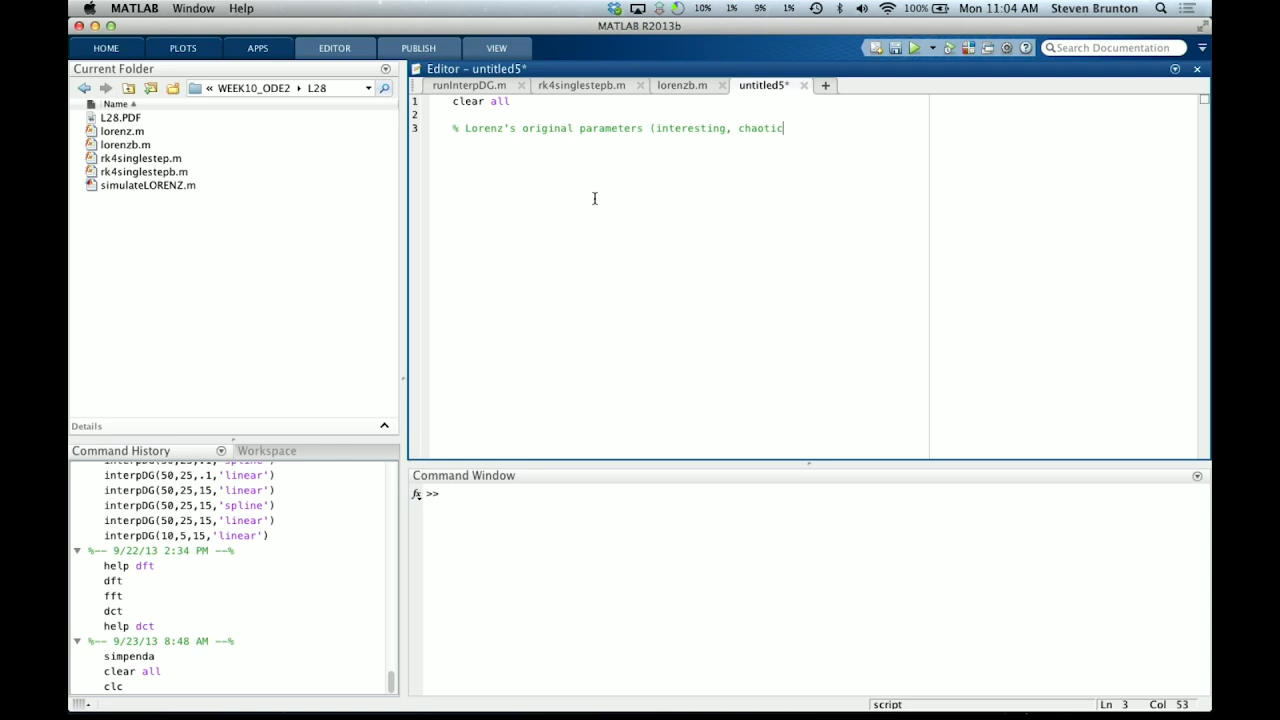 MATLAB Window Help 10% 1% 9% 1% 100% Mon 11:04 AM Steven Brunton
MATLAB R2013b
HOME PLOTS APPS EDITOR PUBLISH VIEW Search Documentation
Current Folder
« WEEK10_ODE2 ▸ L28
Name
L28.PDF
lorenz.m
lorenzb.m
rk4singlestep.m
rk4singlestepb.m
simulateLORENZ.m
Details
Command History Workspace
interpDG(50,25,.1,'spline')
interpDG(50,25,.1,'linear')
interpDG(50,25,15,'linear')
interpDG(50,25,15,'spline')
interpDG(50,25,15,'linear')
interpDG(10,5,15,'linear')
%-- 9/22/13 2:34 PM --%
help dft
dft
fft
dct
help dct
%-- 9/23/13 8:48 AM --%
simpenda
clear all
clc
Editor - untitled5*
runInterpDG.m rk4singlestepb.m lorenzb.m untitled5*
1 clear all
2
3 % Lorenz's original parameters (interesting, chaotic
Command Window
fx >>
script Ln 3 Col 53